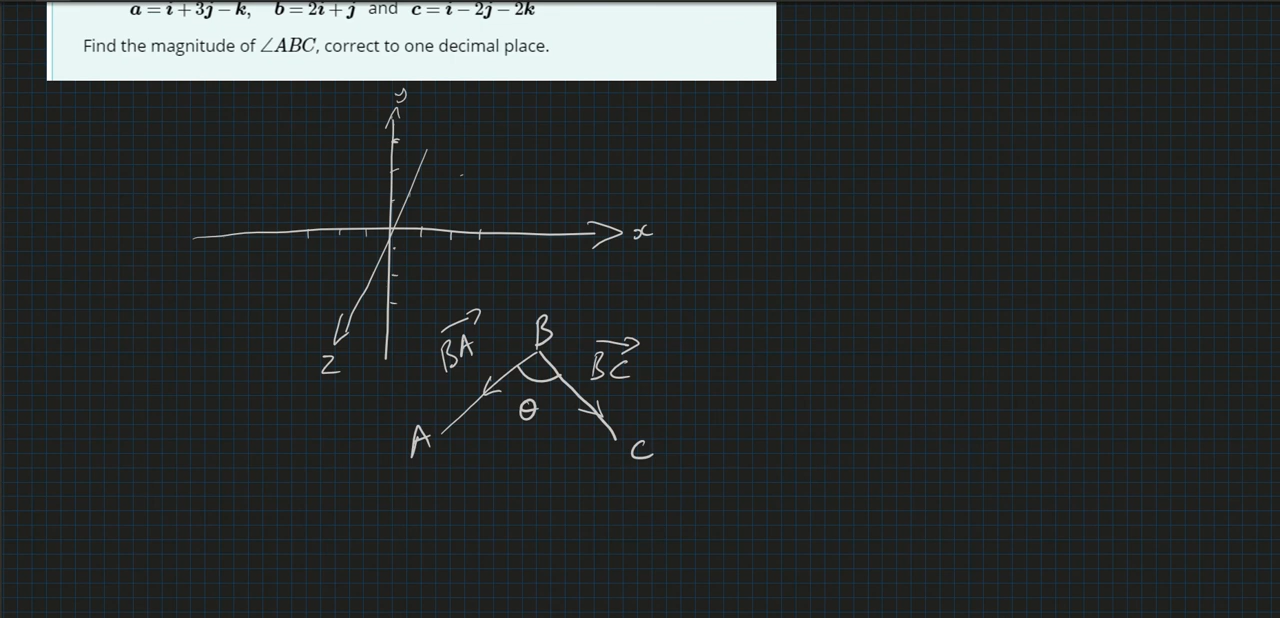 a = i + 3j − k, b = 2i + j and c = i − 2j − 2k
Find the magnitude of ∠ABC, correct to one decimal place.
y
x
z
B
BA
BC
θ
A
C